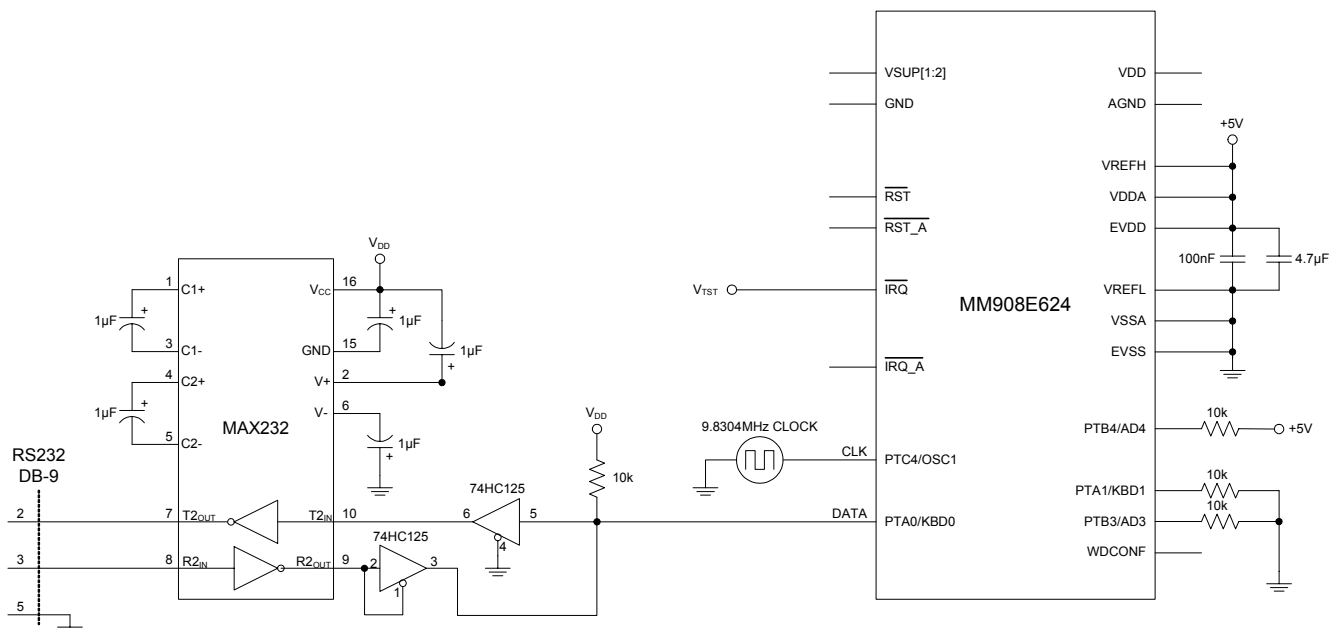 VSUP[1:2]
GND
RST
RST_A
IRQ
IRQ_A
PTC4/OSC1
PTA0/KBD0
MM908E624
VDD
AGND
VREFH
VDDA
EVDD
VREFL
VSSA
EVSS
PTB4/AD4
PTA1/KBD1
PTB3/AD3
WDCONF
+5V
100nF
4.7µF
10k
+5V
10k
10k
VTST
9.8304MHz CLOCK
CLK
DATA
VDD
10k
74HC125
6
5
4
74HC125
2
3
1
VDD
1
C1+
1µF
+
3
C1-
4
C2+
1µF
+
5
C2-
MAX232
VCC
16
+
1µF
GND
15
1µF
+
V+
2
V-
6
1µF
+
7
T2OUT
T2IN
10
8
R2IN
R2OUT
9
RS232
DB-9
2
3
5